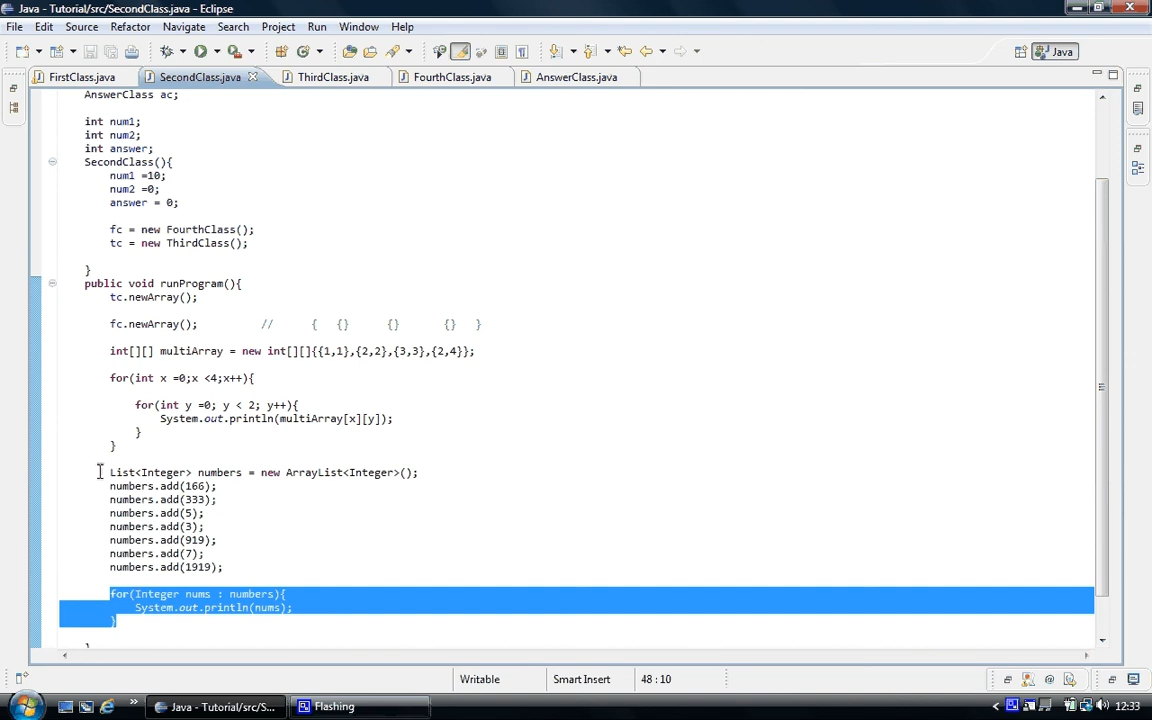 Java - Tutorial/src/SecondClass.java - Eclipse
File Edit Source Refactor Navigate Search Project Run Window Help
Java
FirstClass.java SecondClass.java ThirdClass.java FourthClass.java AnswerClass.java
AnswerClass ac;
int num1;
int num2;
int answer;
SecondClass(){
num1 =10;
num2 =0;
answer = 0;
fc = new FourthClass();
tc = new ThirdClass();
}
public void runProgram(){
tc.newArray();
fc.newArray(); // { {} {} {} }
int[][] multiArray = new int[][]{{1,1},{2,2},{3,3},{2,4}};
for(int x =0;x <4;x++){
for(int y =0; y < 2; y++){
System.out.println(multiArray[x][y]);
}
}
List<Integer> numbers = new ArrayList<Integer>();
numbers.add(166);
numbers.add(333);
numbers.add(5);
numbers.add(3);
numbers.add(919);
numbers.add(7);
numbers.add(1919);
for(Integer nums : numbers){
System.out.println(nums);
}
}
Writable Smart Insert 48 : 10
Java - Tutorial/src/S... Flashing 12:33